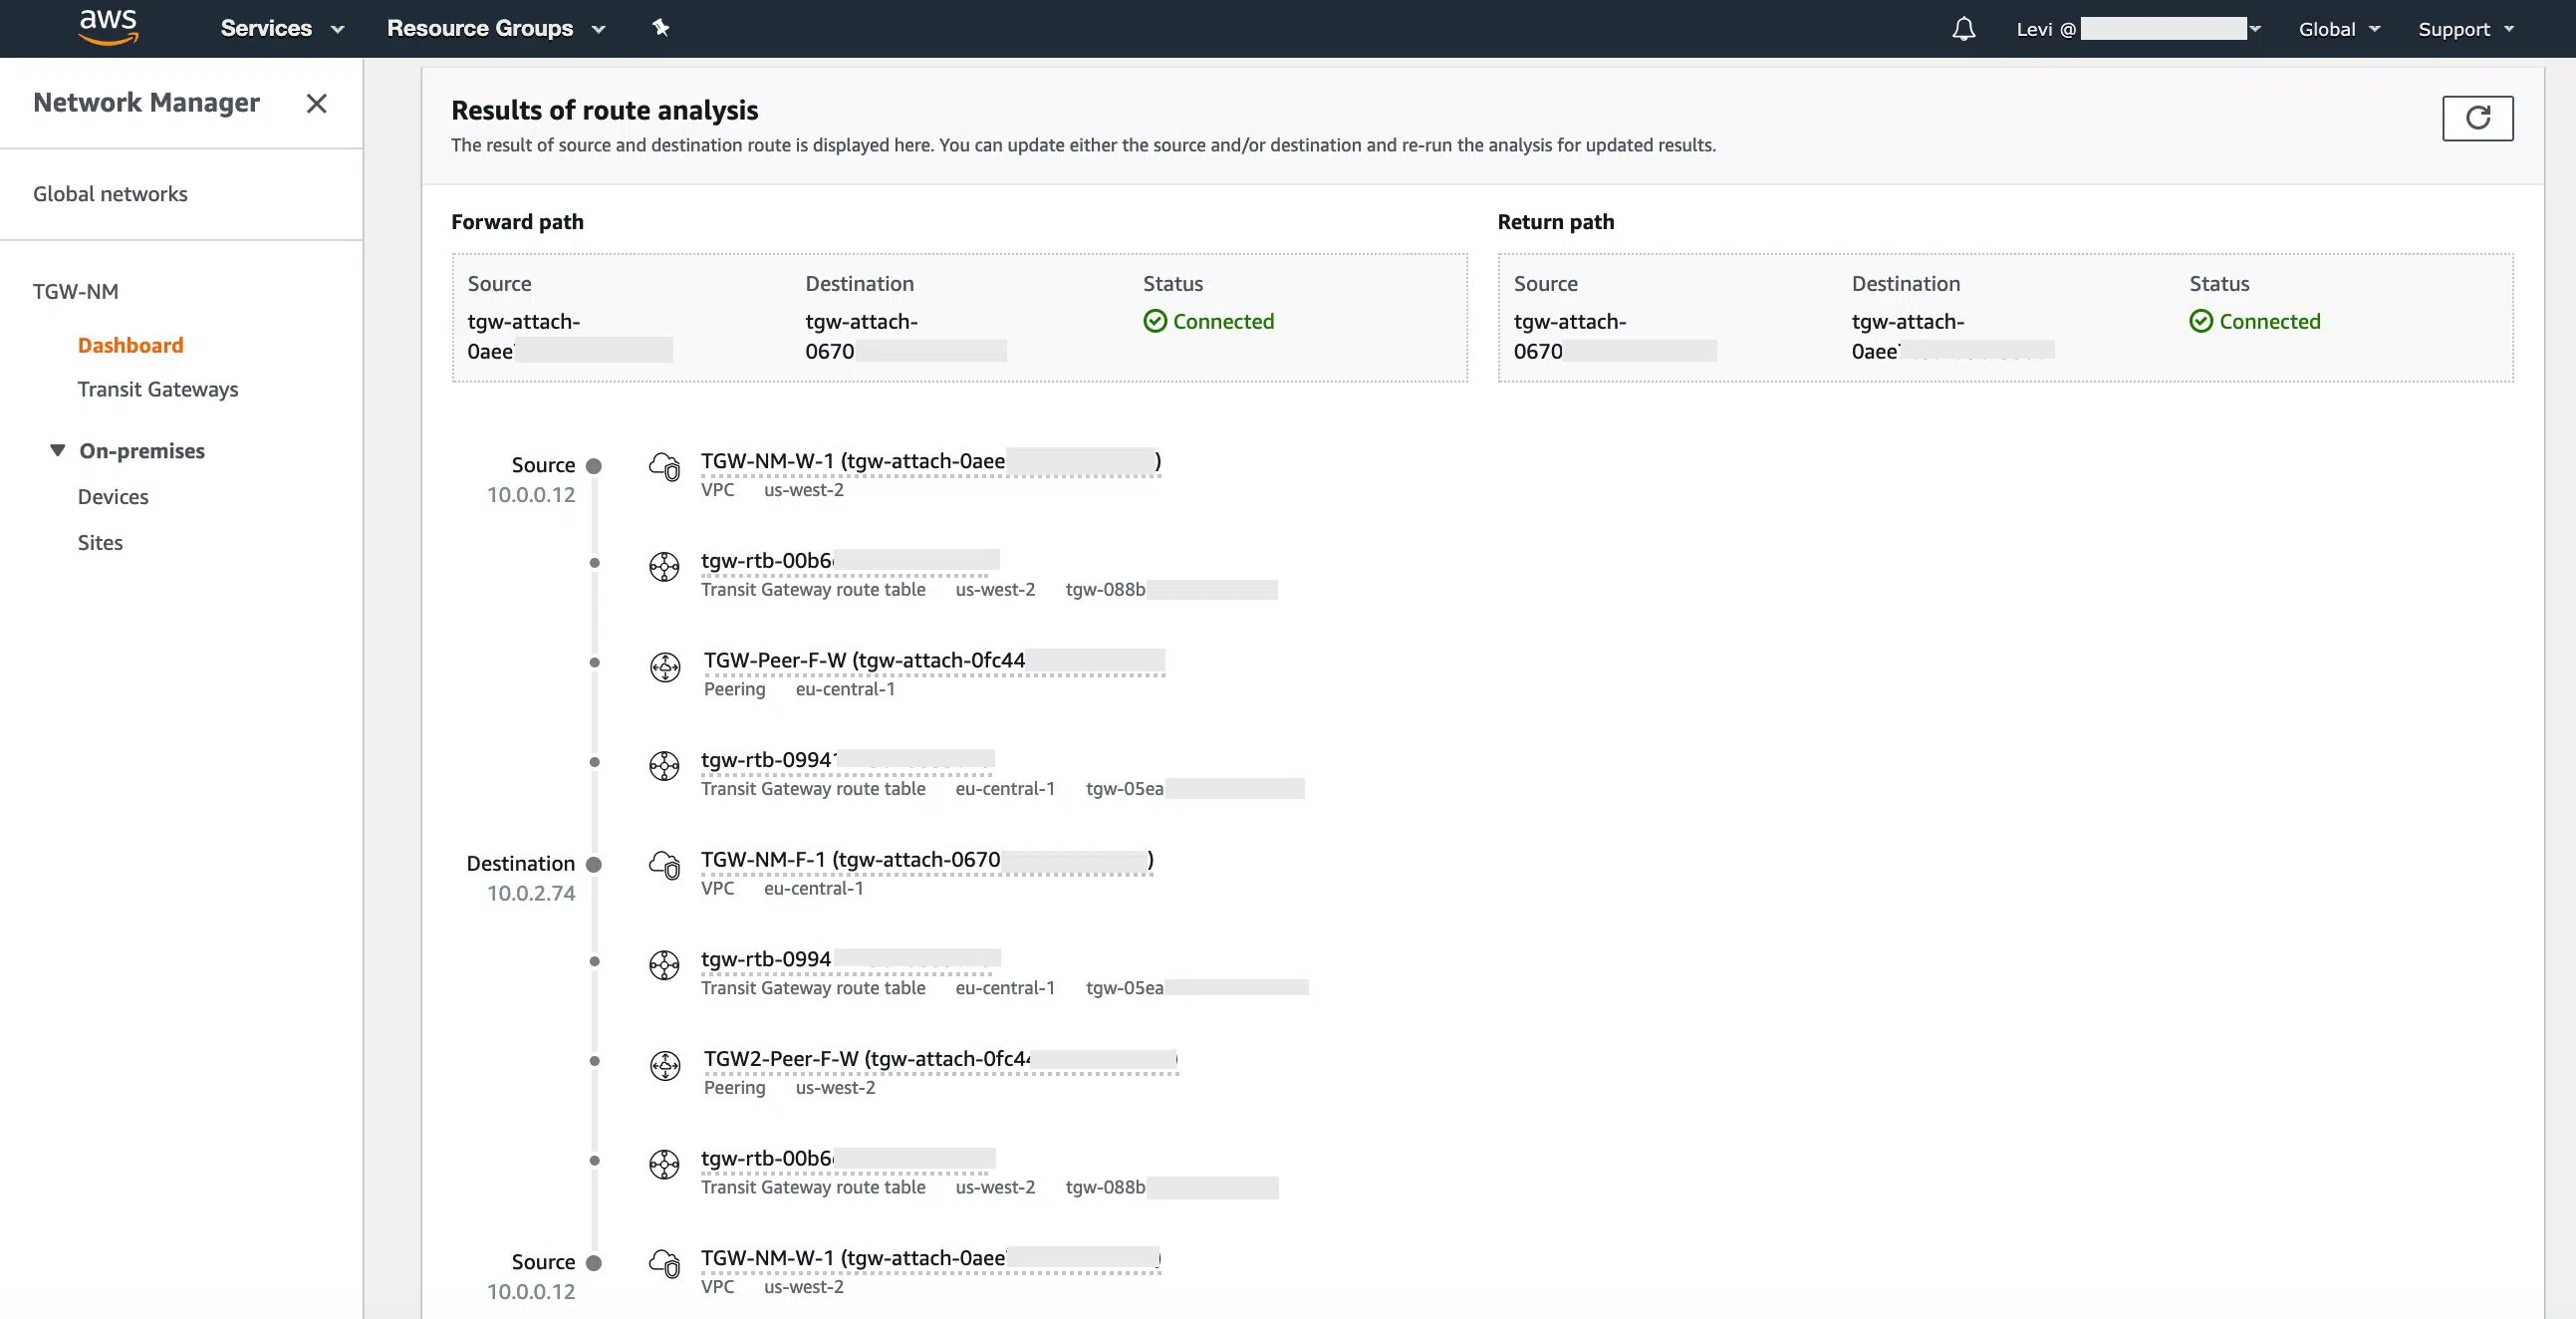 aws
Services
Resource Groups
Levi @
Global
Support
Network Manager
Global networks
TGW-NM
Dashboard
Transit Gateways
On-premises
Devices
Sites
Results of route analysis
The result of source and destination route is displayed here. You can update either the source and/or destination and re-run the analysis for updated results.
Forward path
Source
tgw-attach-
0aee
Destination
tgw-attach-
0670
Status
Connected
Return path
Source
tgw-attach-
0670
Destination
tgw-attach-
0aee
Status
Connected
Source
10.0.0.12
TGW-NM-W-1 (tgw-attach-0aee )
VPC us-west-2
tgw-rtb-00b6
Transit Gateway route table us-west-2 tgw-088b
TGW-Peer-F-W (tgw-attach-0fc44
Peering eu-central-1
tgw-rtb-0994
Transit Gateway route table eu-central-1 tgw-05ea
Destination
10.0.2.74
TGW-NM-F-1 (tgw-attach-0670 )
VPC eu-central-1
tgw-rtb-0994
Transit Gateway route table eu-central-1 tgw-05ea
TGW2-Peer-F-W (tgw-attach-0fc44
Peering us-west-2
tgw-rtb-00b6
Transit Gateway route table us-west-2 tgw-088b
Source
10.0.0.12
TGW-NM-W-1 (tgw-attach-0aee )
VPC us-west-2